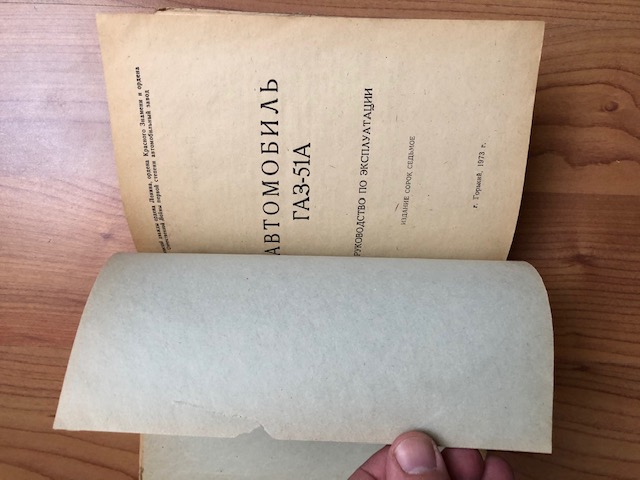 дважды ордена Ленина, ордена Красного Знамени и ордена
Отечественной Войны первой степени автомобильный завод
АВТОМОБИЛЬ
ГАЗ-51А
РУКОВОДСТВО ПО ЭКСПЛУАТАЦИИ
ИЗДАНИЕ СОРОК СЕДЬМОЕ
г. Горький, 1973 г.